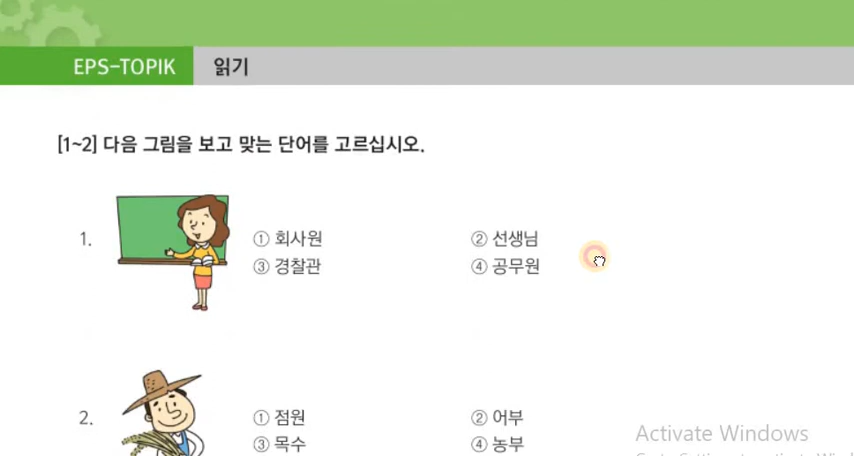 EPS-TOPIK 읽기
[1~2] 다음 그림을 보고 맞는 단어를 고르십시오.
1.
① 회사원 ② 선생님
③ 경찰관 ④ 공무원
2.
① 점원 ② 어부
③ 목수 ④ 농부
Activate Windows